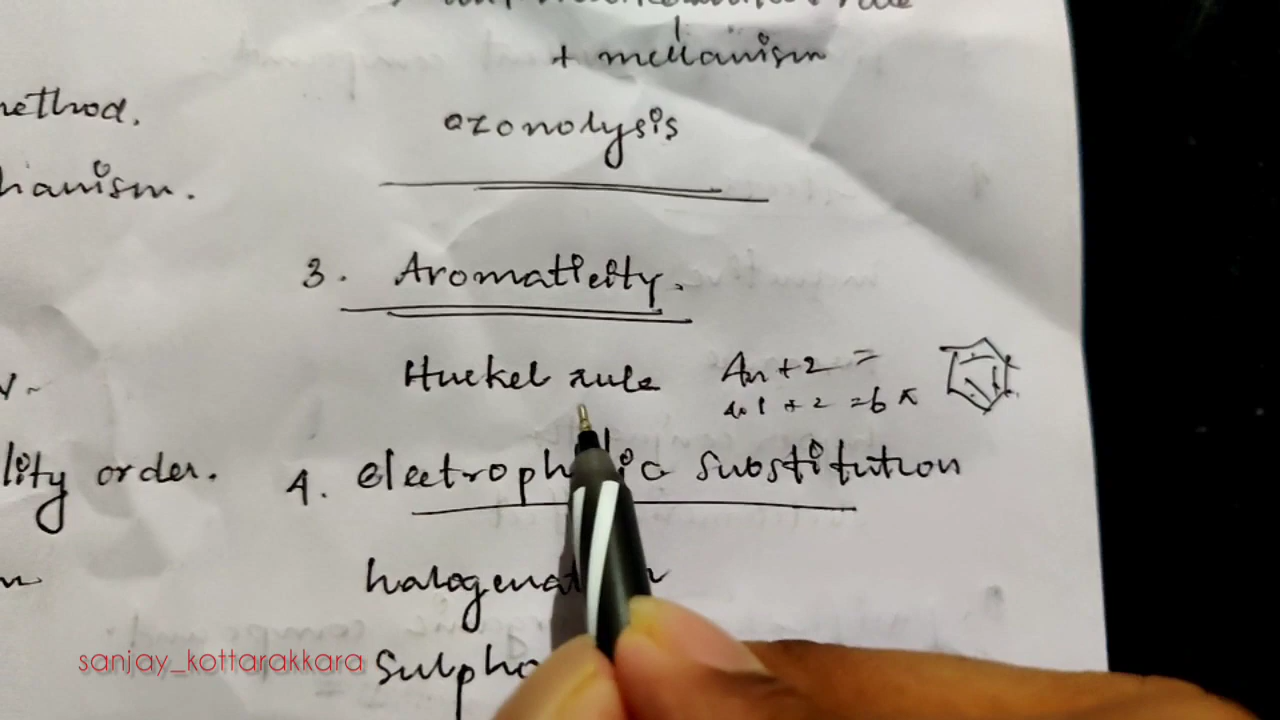 + mechanism
ethod.
hanism.
ozonolysis
3. Aromaticity.
Huckel rule 4n+2 =
4×1 + 2 = 6π
lity order.
4. electrophilic substitution
halogenation
Sulpho
sanjay_kottarakkara